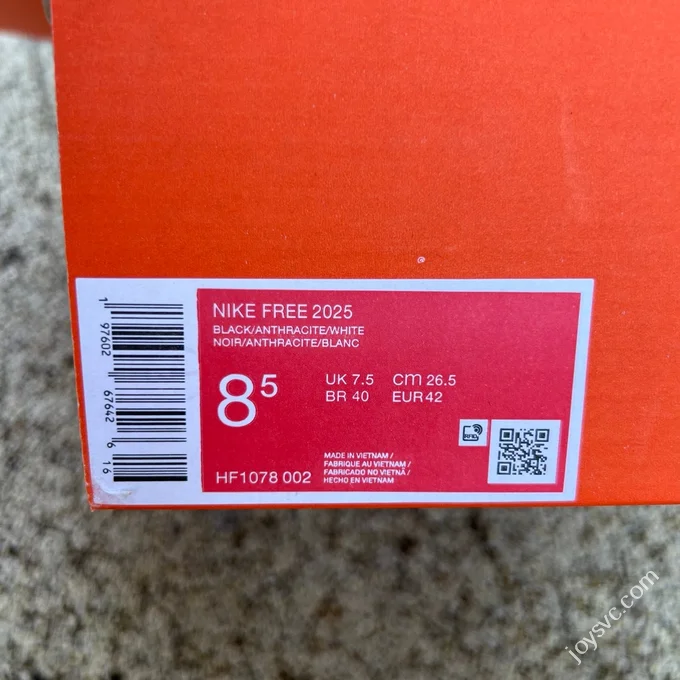 NIKE FREE 2025
BLACK/ANTHRACITE/WHITE
NOIR/ANTHRACITE/BLANC
8⁵
UK 7.5 CM 26.5
BR 40 EUR 42
MADE IN VIETNAM /
FABRIQUE AU VIETNAM /
FABRICADO NO VIETNÃ /
HECHO EN VIETNAM
HF1078 002
RFID
1 97602 67642 6 16
joysvc.com